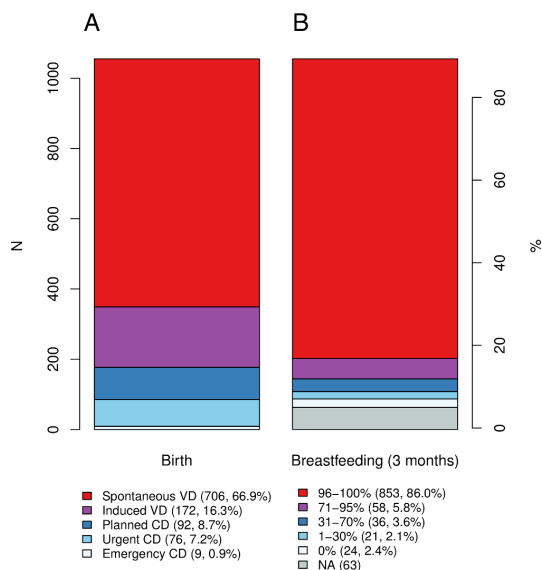 A
B
1000
800
600
400
200
0
N
80
60
40
20
0
%
Birth
Breastfeeding (3 months)
Spontaneous VD (706, 66.9%)
Induced VD (172, 16.3%)
Planned CD (92, 8.7%)
Urgent CD (76, 7.2%)
Emergency CD (9, 0.9%)
96−100% (853, 86.0%)
71−95% (58, 5.8%)
31−70% (36, 3.6%)
1−30% (21, 2.1%)
0% (24, 2.4%)
NA (63)